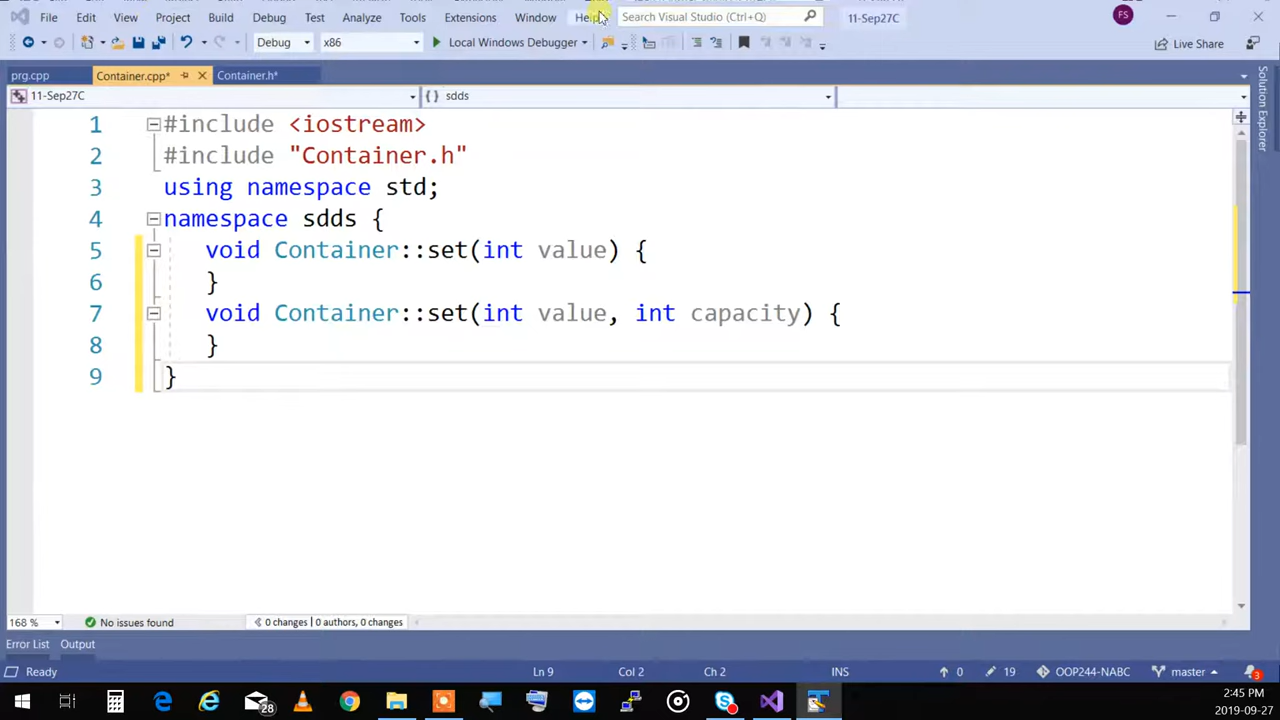 File Edit View Project Build Debug Test Analyze Tools Extensions Window Help Search Visual Studio (Ctrl+Q) 11-Sep27C FS
Debug x86 Local Windows Debugger Live Share
prg.cpp Container.cpp* Container.h*
11-Sep27C {} sdds
Solution Explorer
1 #include <iostream>
2 #include "Container.h"
3 using namespace std;
4 namespace sdds {
5 void Container::set(int value) {
6 }
7 void Container::set(int value, int capacity) {
8 }
9 }
168 % No issues found 0 changes | 0 authors, 0 changes
Error List Output
Ready Ln 9 Col 2 Ch 2 INS 0 19 OOP244-NABC master 3
28 2:45 PM
2019-09-27